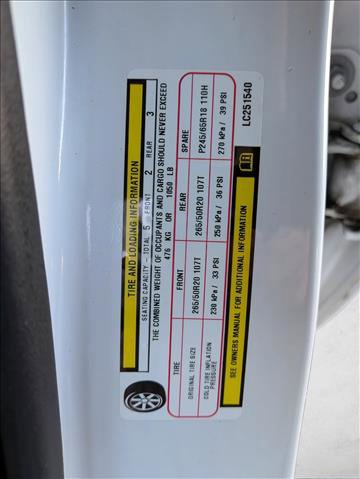 TIRE AND LOADING INFORMATION
SEATING CAPACITY - TOTAL 5 FRONT 2 REAR 3
THE COMBINED WEIGHT OF OCCUPANTS AND CARGO SHOULD NEVER EXCEED
476 KG OR 1050 LB
TIRE FRONT REAR SPARE
ORIGINAL TIRE SIZE 265/50R20 107T 265/50R20 107T P245/65R18 110H
COLD TIRE INFLATION
PRESSURE 230 kPa / 33 PSI 250 kPa / 36 PSI 270 kPa / 39 PSI
SEE OWNERS MANUAL FOR ADDITIONAL INFORMATION
LC251540